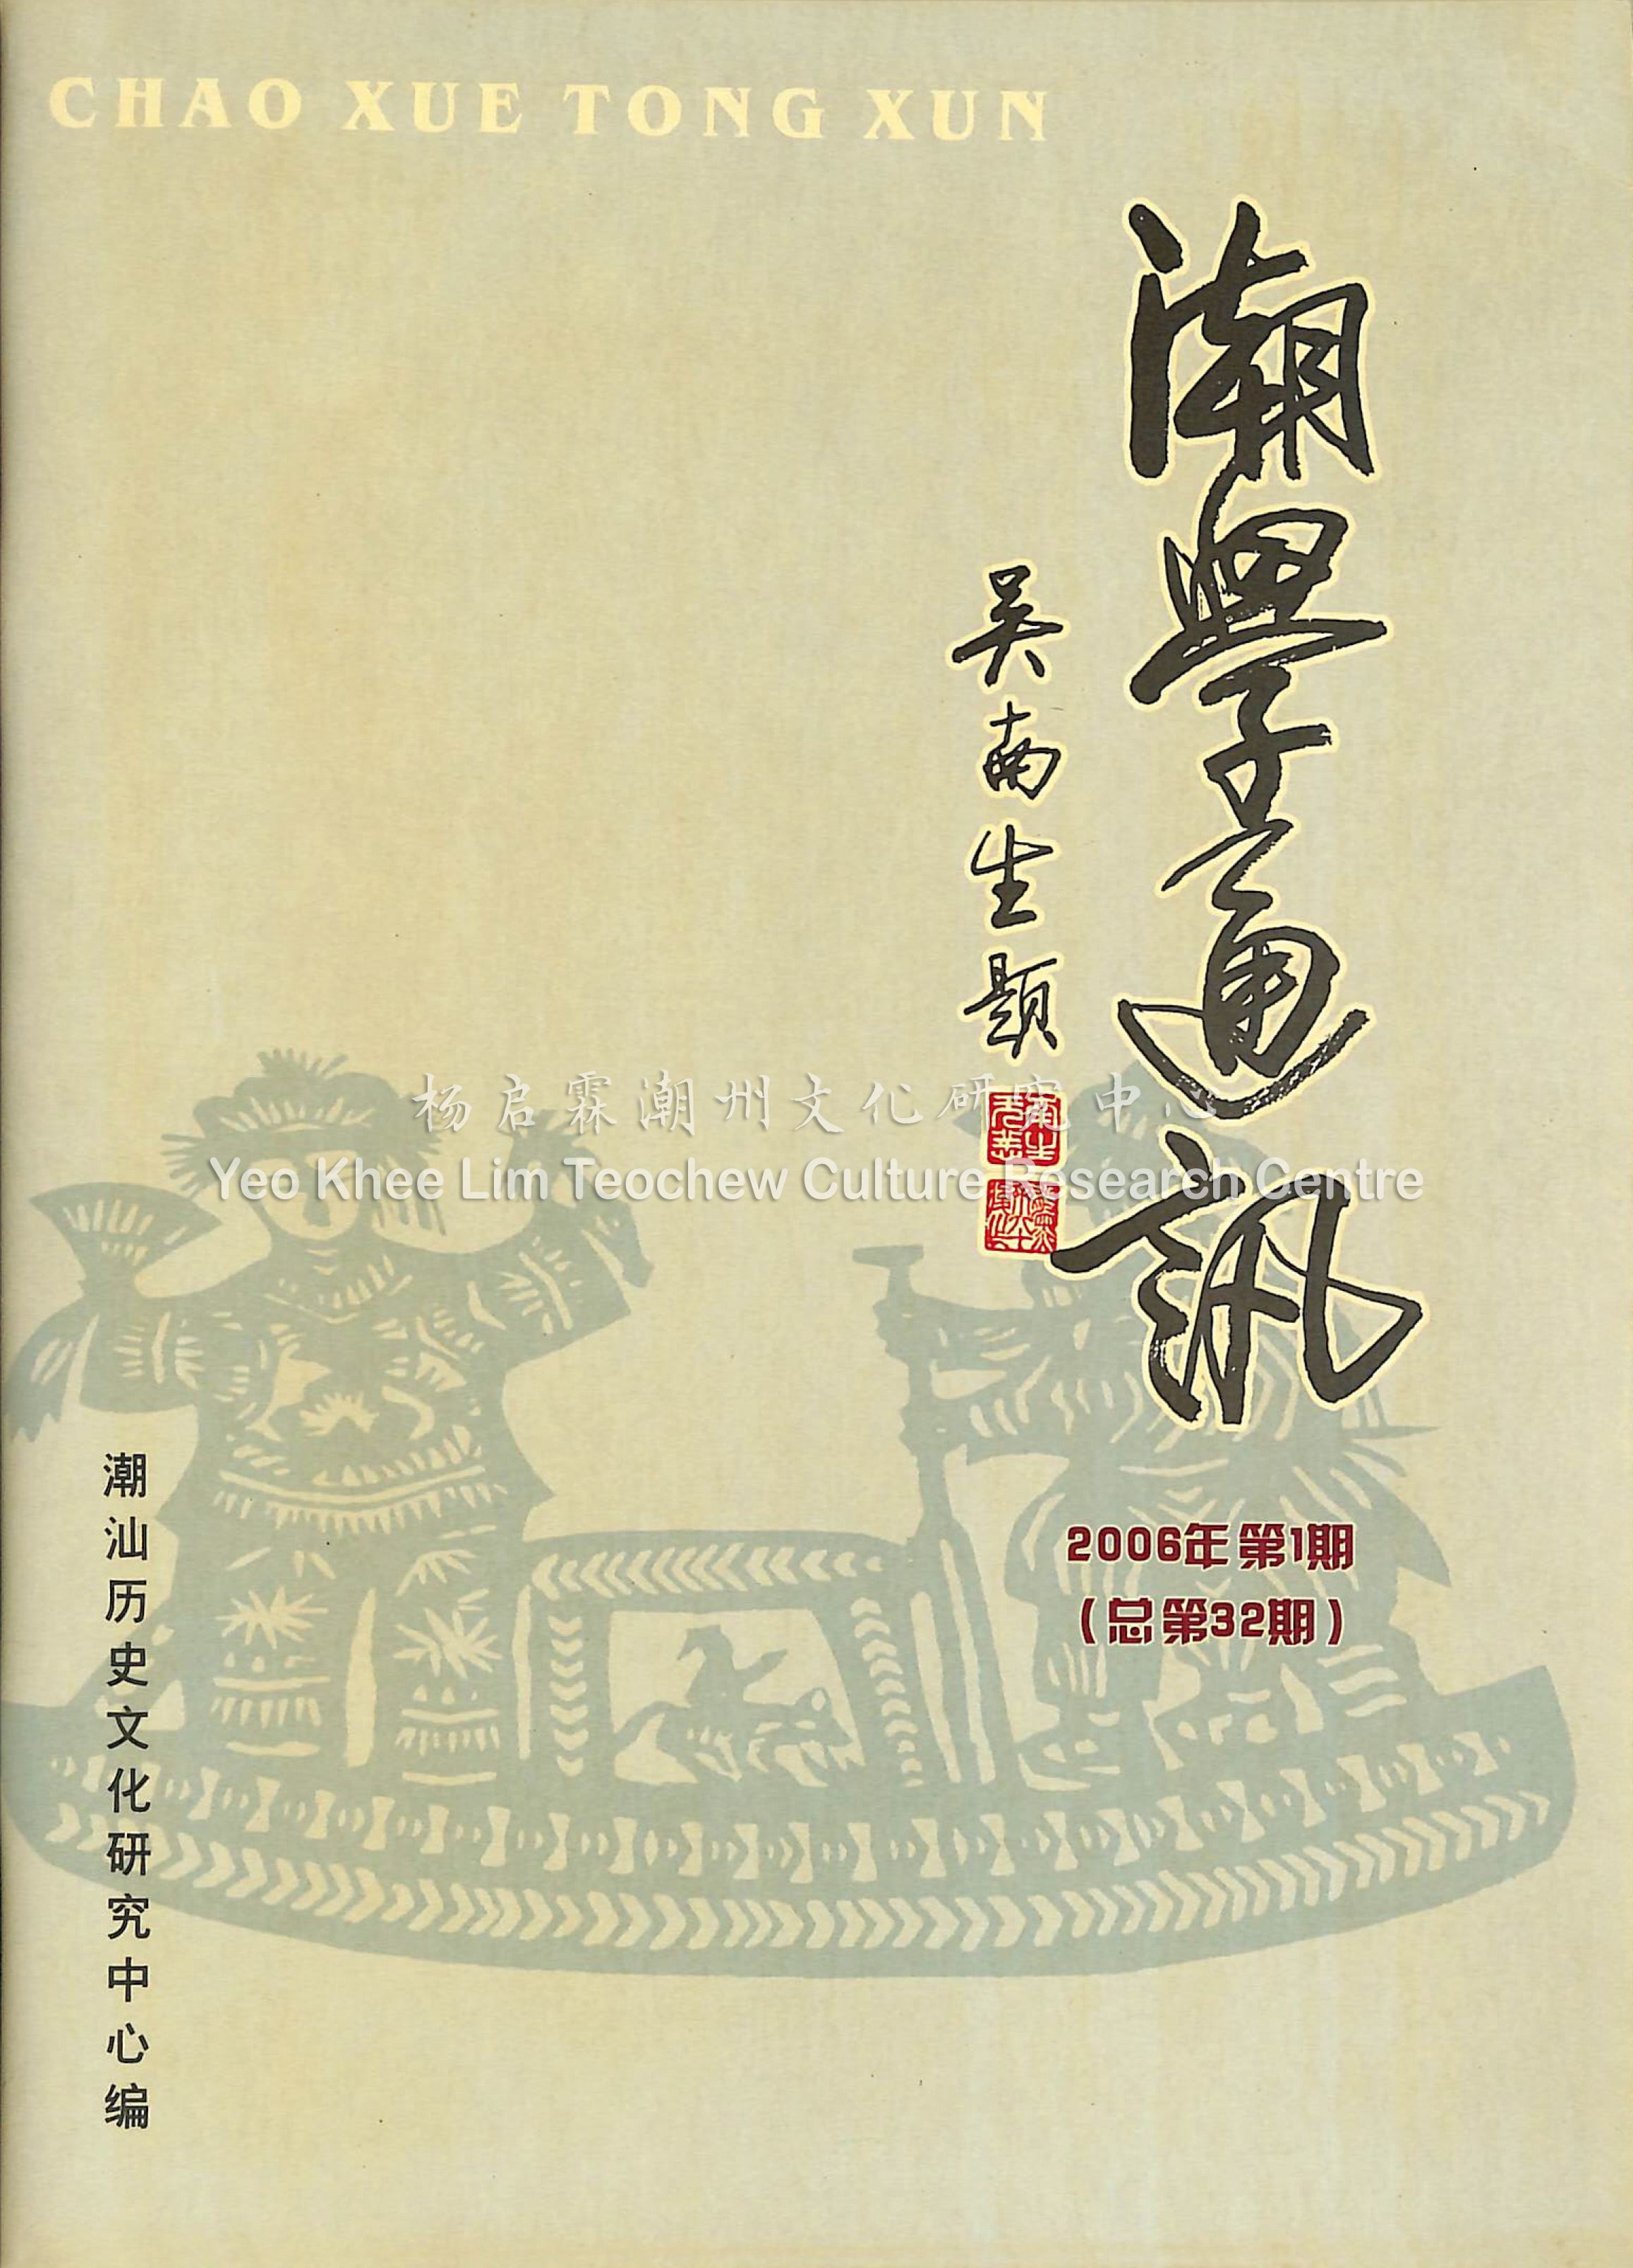 CHAO XUE TONG XUN
潮學通訊
吴南生题
杨启霖潮州文化研究中心
Yeo Khee Lim Teochew Culture Research Centre
2006年第1期
(总第32期)
潮汕历史文化研究中心编